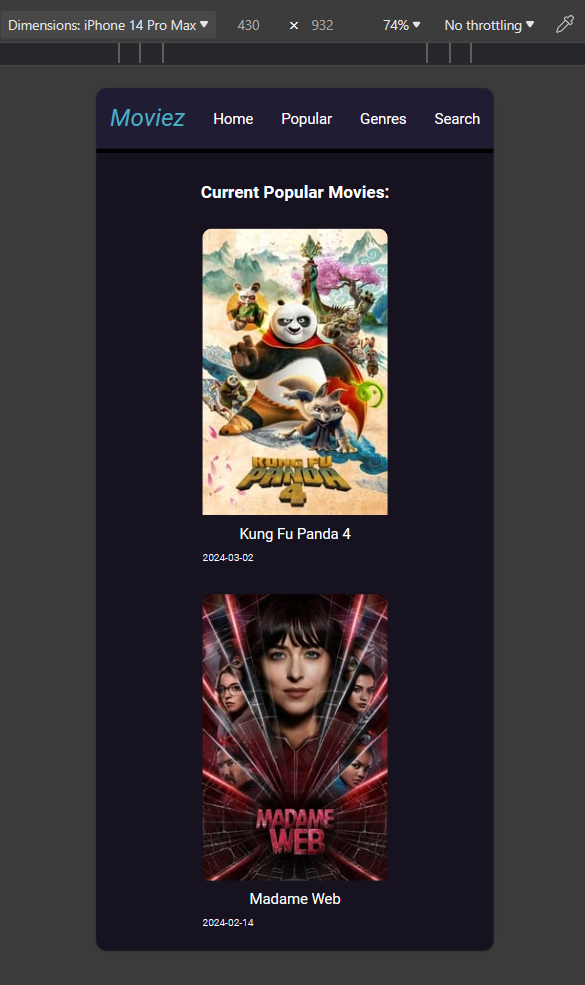 Dimensions: iPhone 14 Pro Max 430 × 932 74% No throttling
Moviez Home Popular Genres Search
Current Popular Movies:
KUNG FU
PANDA
4
Kung Fu Panda 4
2024-03-02
MADAME
WEB
Madame Web
2024-02-14